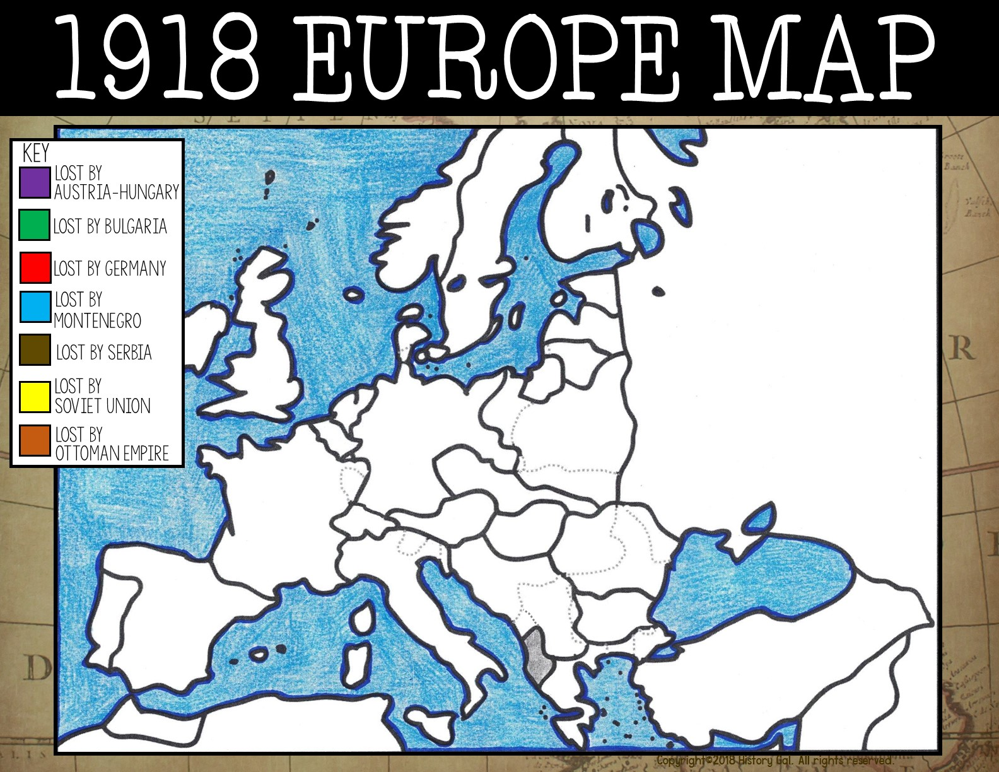 1918 EUROPE MAP
KEY
LOST BY
AUSTRIA-HUNGARY
LOST BY BULGARIA
LOST BY GERMANY
LOST BY
MONTENEGRO
LOST BY SERBIA
LOST BY
SOVIET UNION
LOST BY
OTTOMAN EMPIRE
R
D
Copyright©2018 History Gal. All rights reserved.